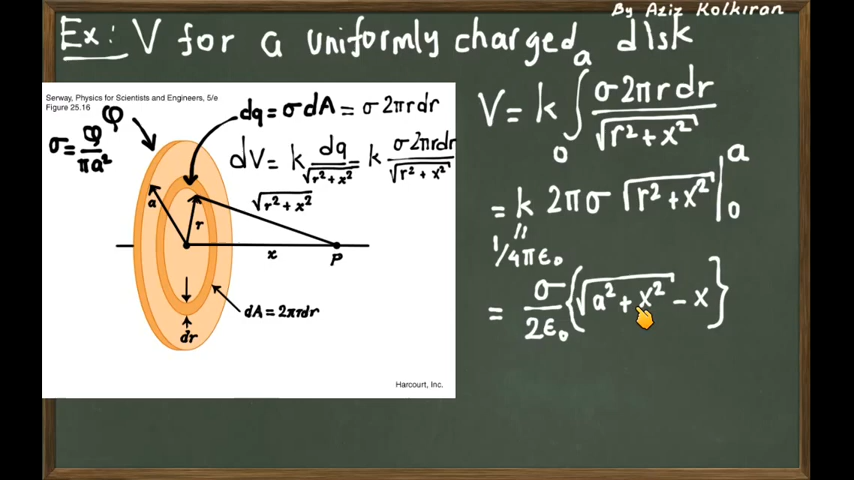 By Aziz Kolkıran
Ex: V for a uniformly charged disk
Serway, Physics for Scientists and Engineers, 5/e
Figure 25.16
φ
σ = φ/πa²
dq = σdA = σ2πrdr
dV = k dq/√(r²+x²) = k σ2πrdr/√(r²+x²)
√(r²+x²)
a
r
x
P
dA = 2πrdr
dr
Harcourt, Inc.
V = k ∫₀ᵃ σ2πrdr/√(r²+x²)
= k 2πσ √(r²+x²) |₀ᵃ
"
1/4πε₀
= σ/2ε₀ {√(a²+x²) - x}